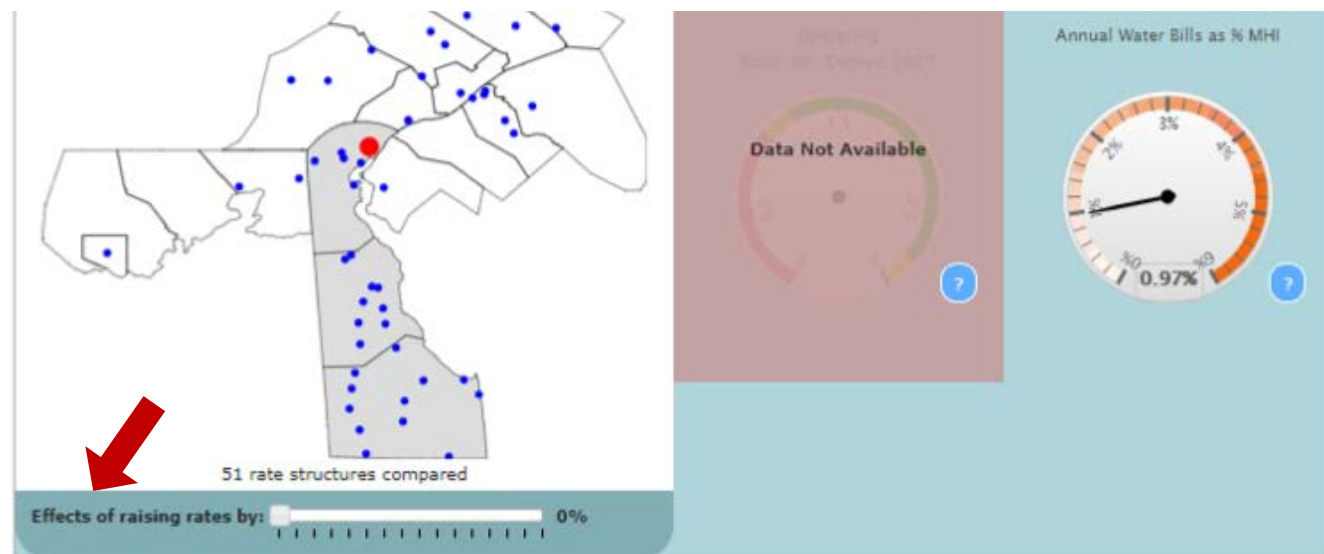 51 rate structures compared
Effects of raising rates by:
0%
Operating
Data Not Available
?
Annual Water Bills as % MHI
0%
1%
2%
3%
4%
5%
6%
0.97%
?